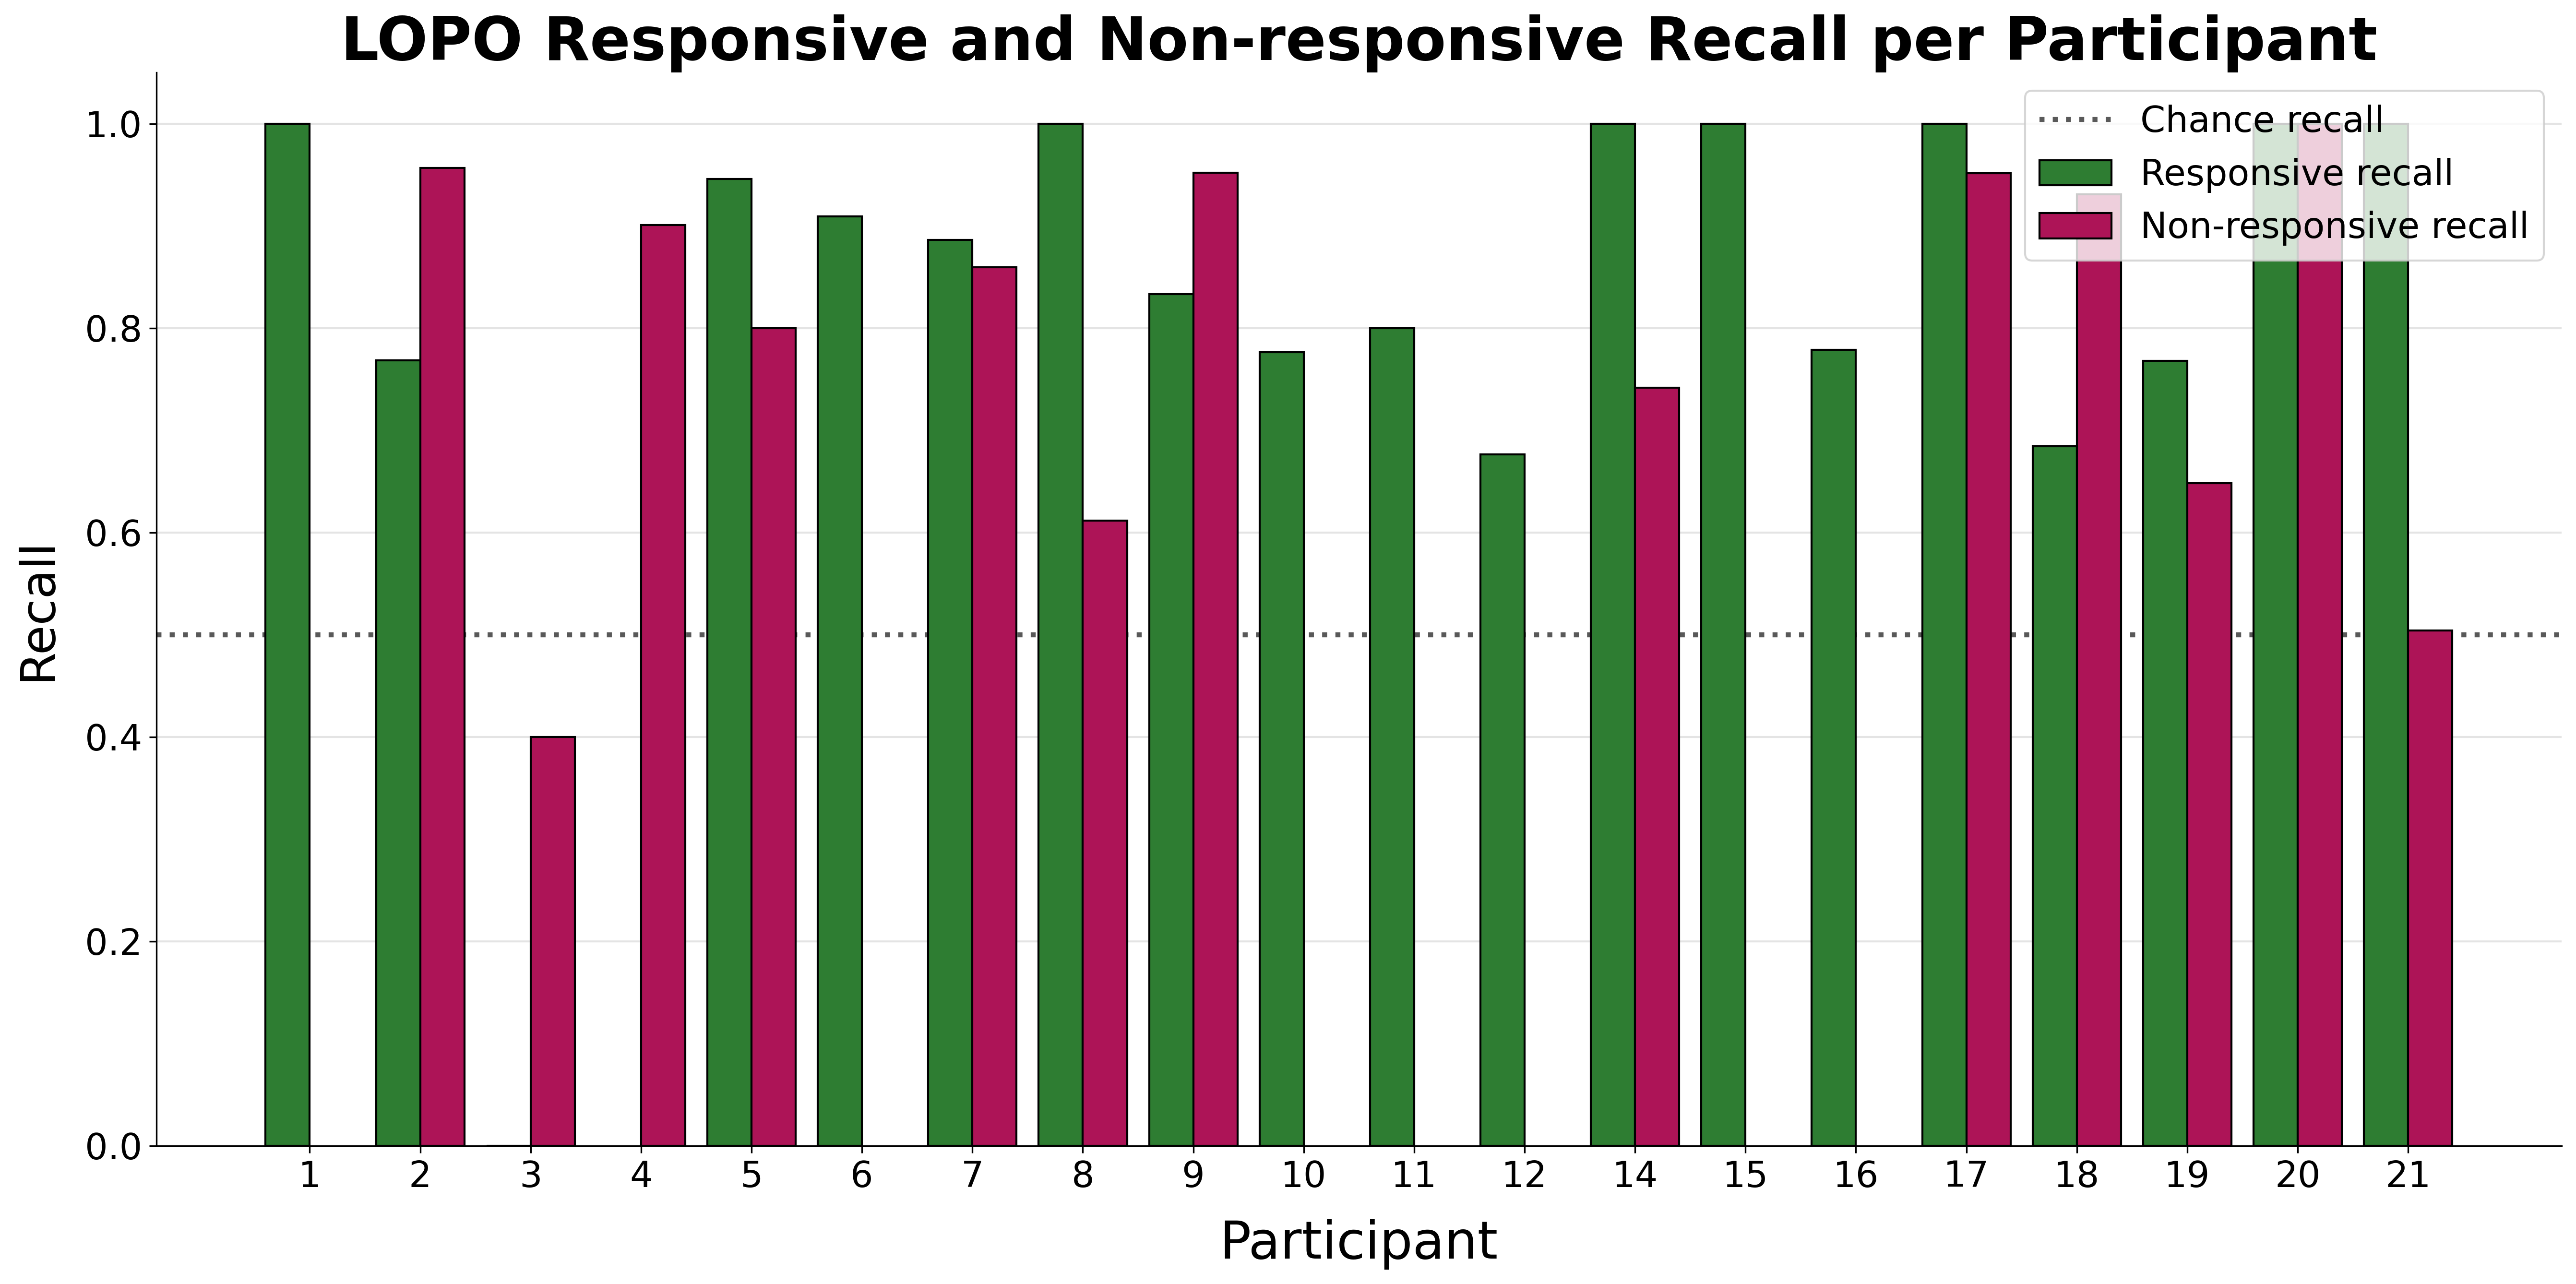 LOPO Responsive and Non-responsive Recall per Participant
Chance recall
Responsive recall
Non-responsive recall
Recall
1.0
0.8
0.6
0.4
0.2
0.0
1 2 3 4 5 6 7 8 9 10 11 12 14 15 16 17 18 19 20 21
Participant